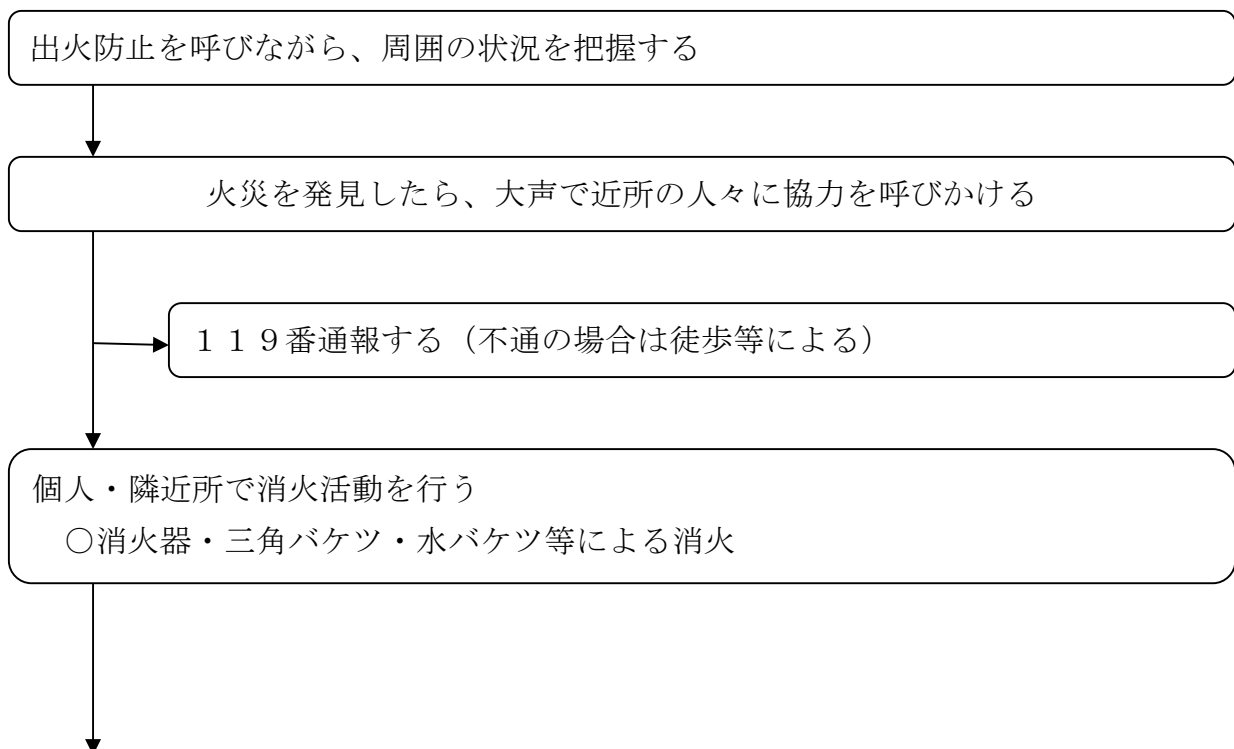 出火防止を呼びながら、周囲の状況を把握する
火災を発見したら、大声で近所の人々に協力を呼びかける
１１９番通報する（不通の場合は徒歩等による）
個人・隣近所で消火活動を行う
○消火器・三角バケツ・水バケツ等による消火